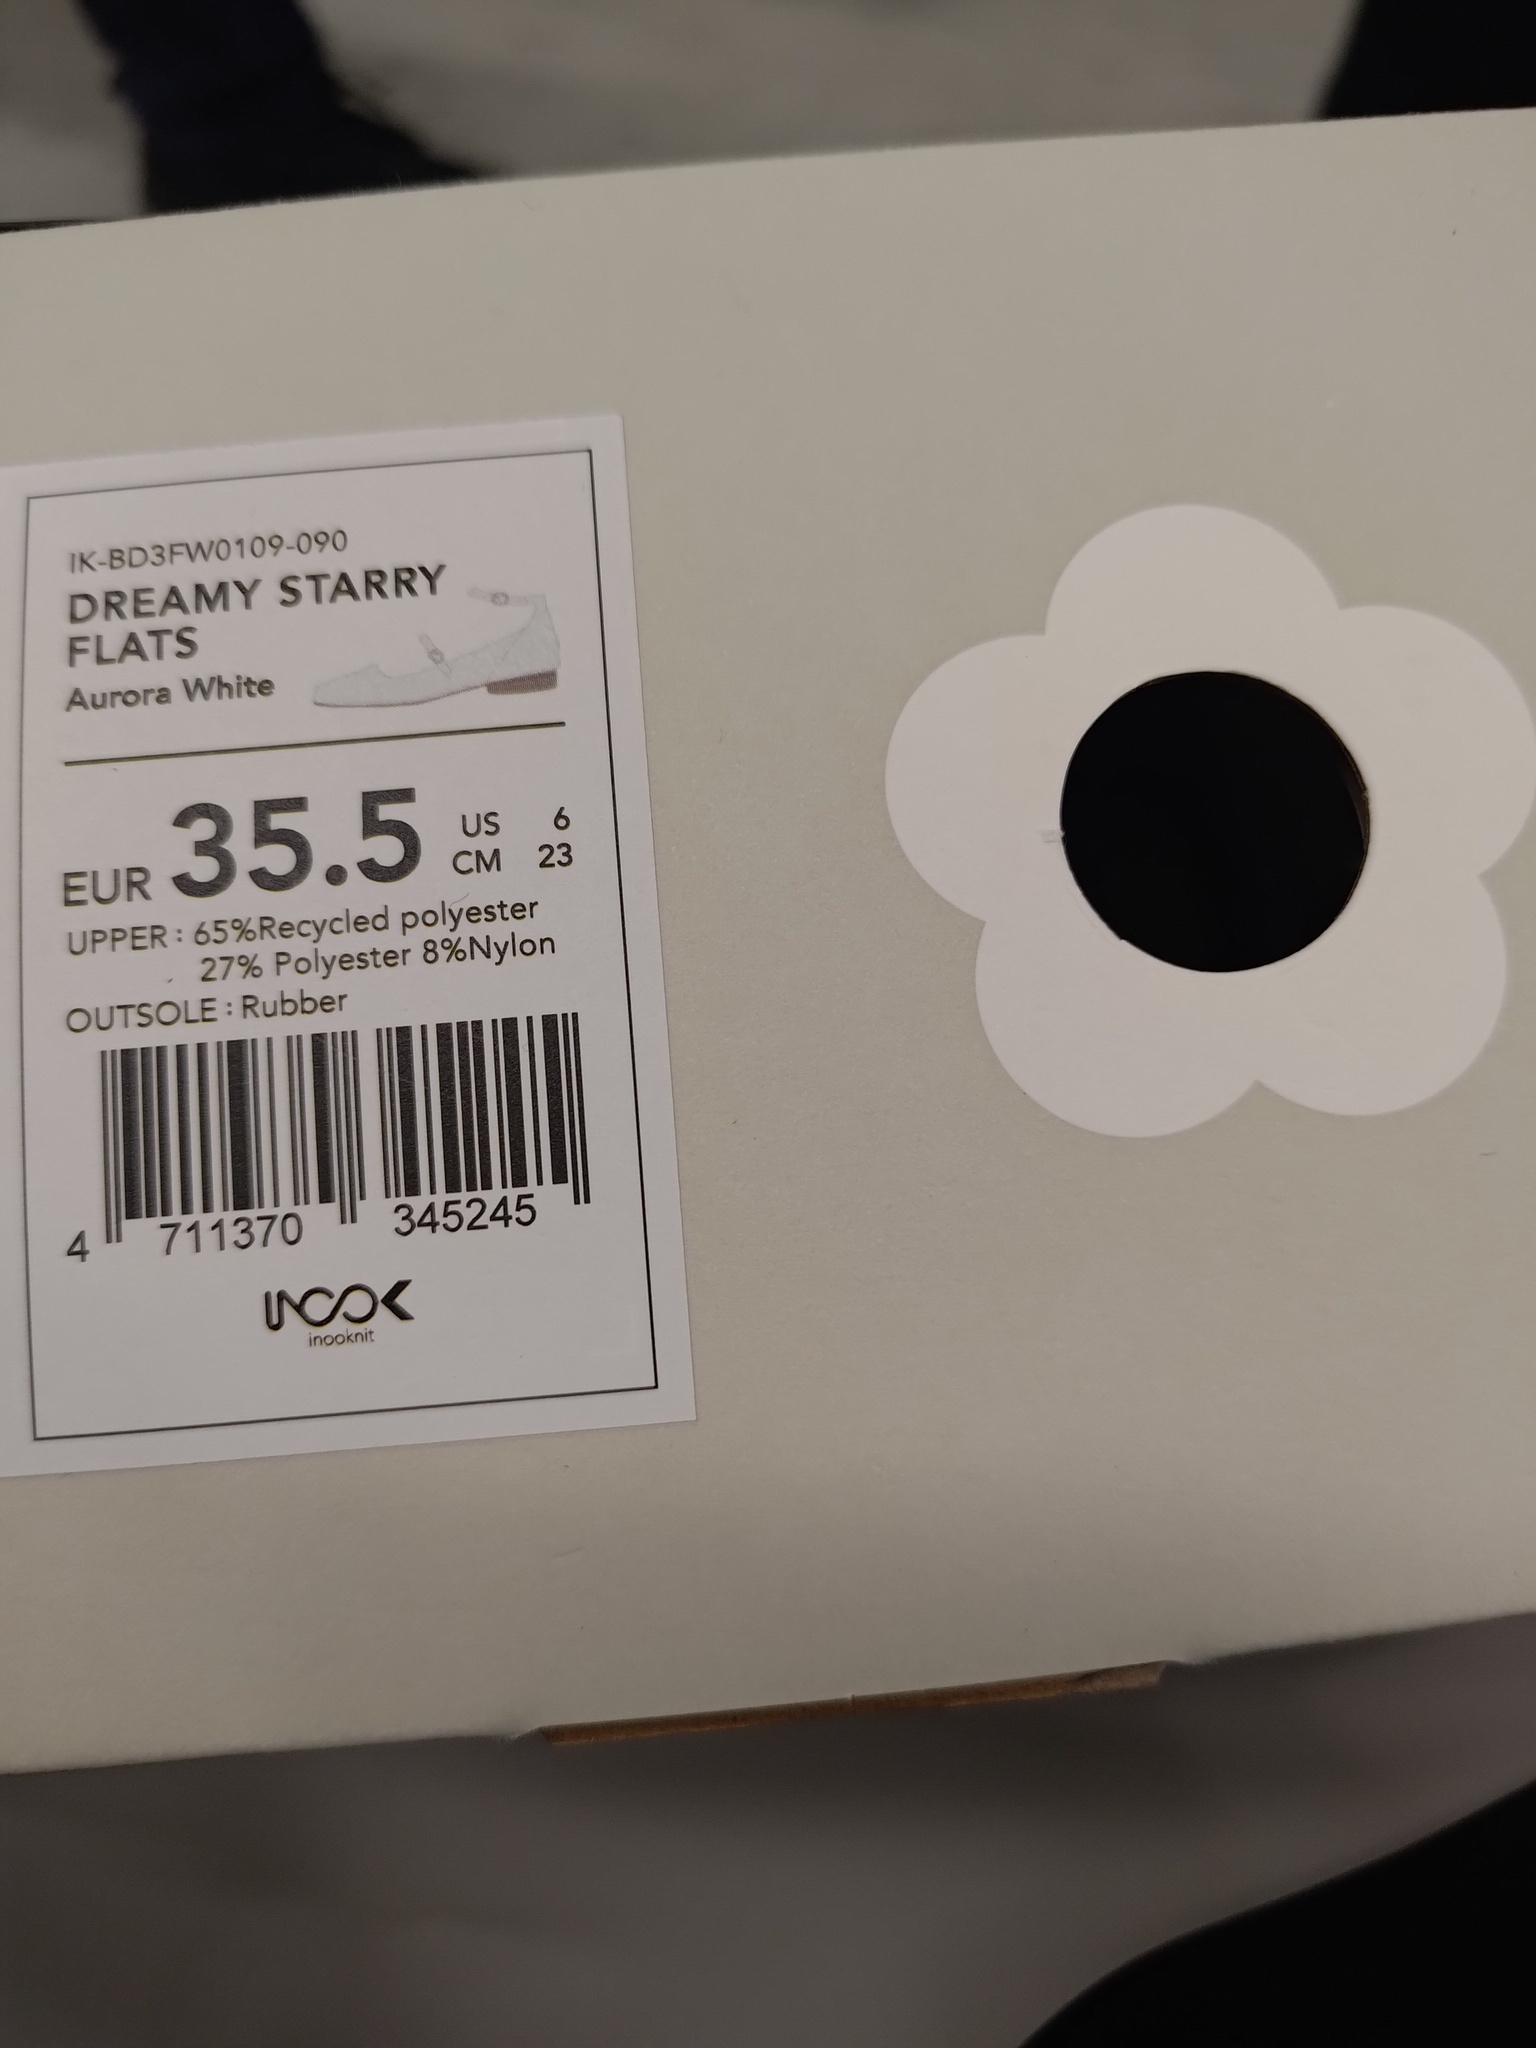 IK-BD3FW0109-090
DREAMY STARRY
FLATS
Aurora White
EUR 35.5 US 6
CM 23
UPPER : 65%Recycled polyester
27% Polyester 8%Nylon
OUTSOLE : Rubber
4 711370 345245
INOOK
inooknit